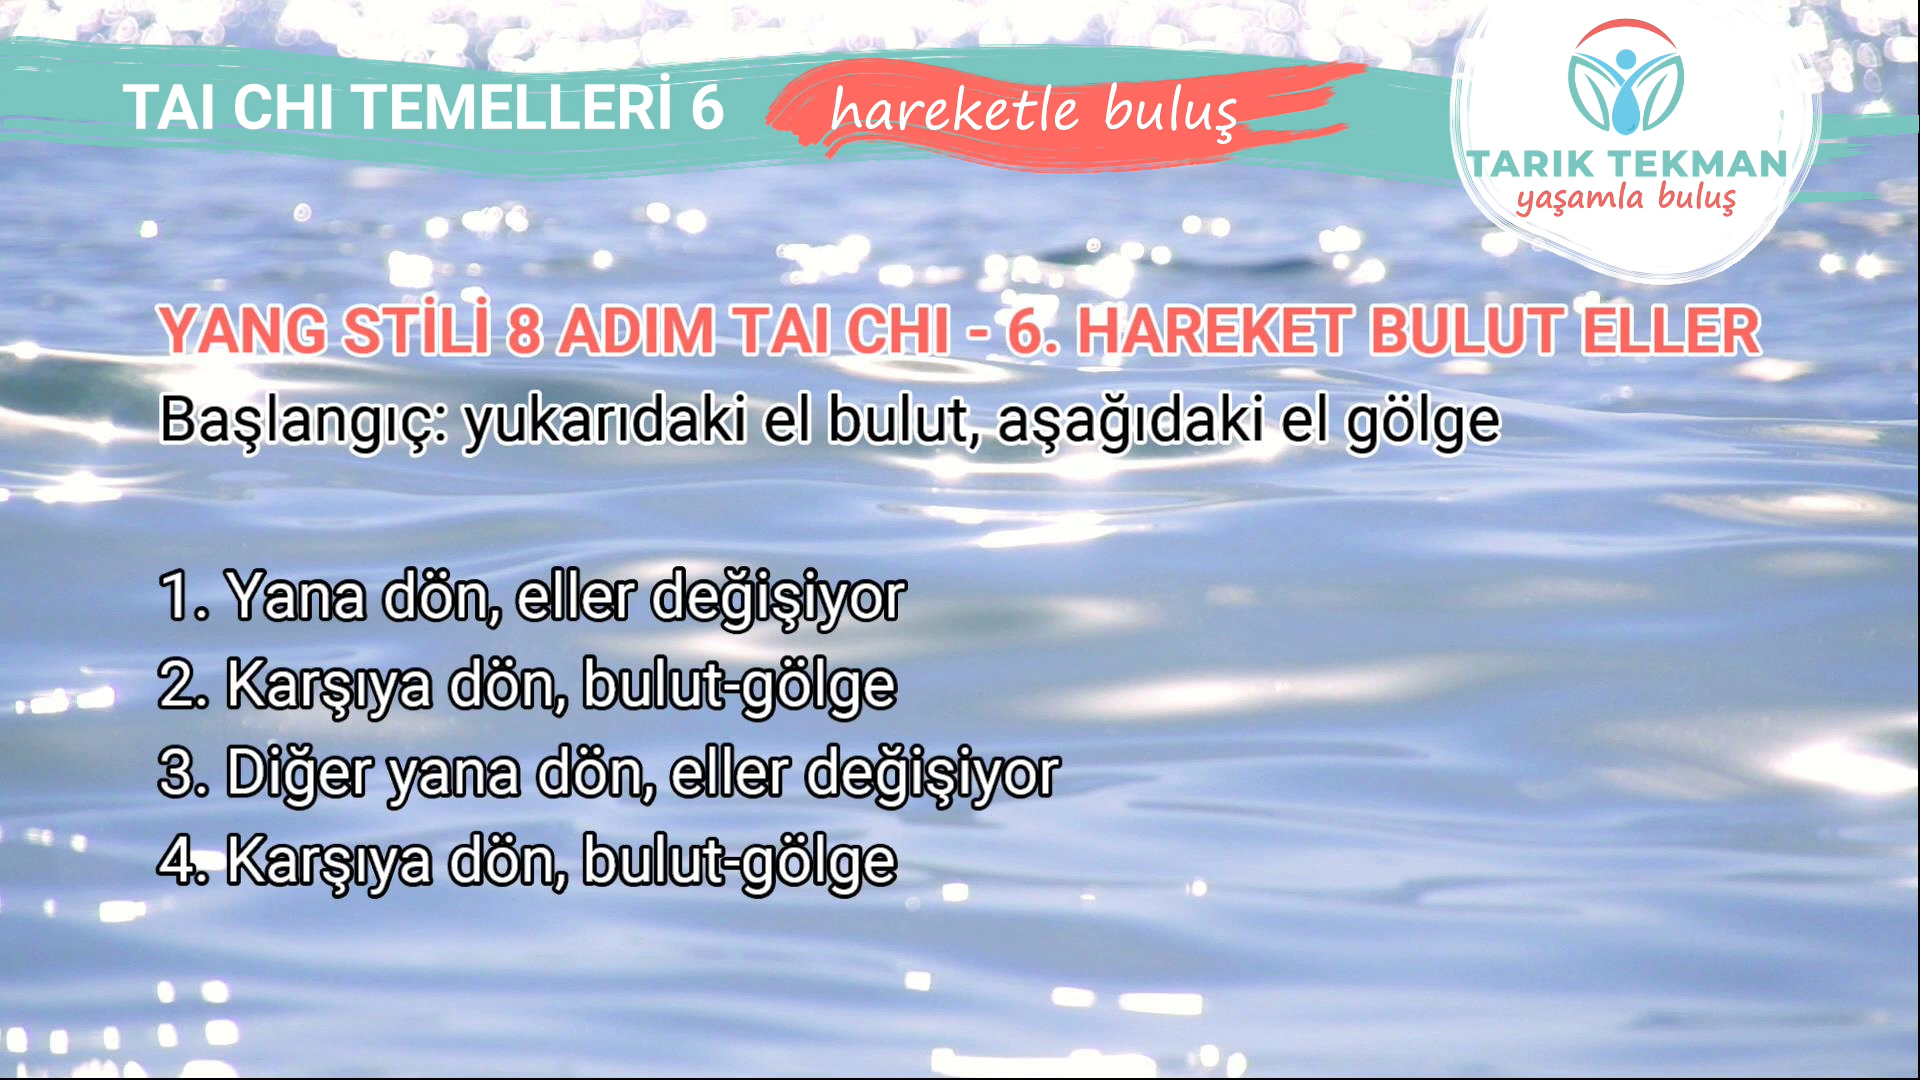 TAI CHI TEMELLERİ 6
hareketle buluş
TARIK TEKMAN
yaşamla buluş
YANG STİLİ 8 ADIM TAI CHI - 6. HAREKET BULUT ELLER
Başlangıç: yukarıdaki el bulut, aşağıdaki el gölge
1. Yana dön, eller değişiyor
2. Karşıya dön, bulut-gölge
3. Diğer yana dön, eller değişiyor
4. Karşıya dön, bulut-gölge